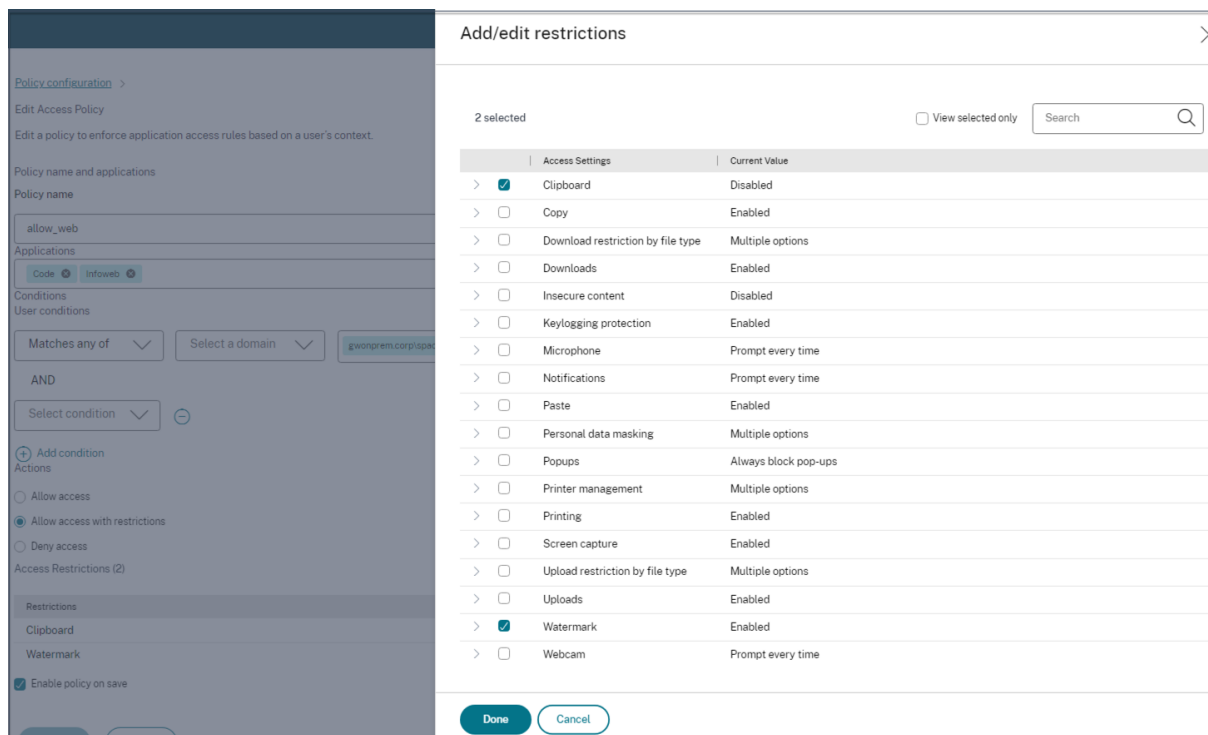 Add/edit restrictions
Policy configuration >
Edit Access Policy
Edit a policy to enforce application access rules based on a user's context.
Policy name and applications
Policy name
allow_web
Applications
Code Infoweb
Conditions
User conditions
Matches any of Select a domain
AND
Select condition
Add condition
Actions
Allow access
Allow access with restrictions
Deny access
Access Restrictions (2)
Restrictions
Clipboard
Watermark
Enable policy on save
2 selected View selected only Search
Access Settings Current Value
Clipboard Disabled
Copy Enabled
Download restriction by file type Multiple options
Downloads Enabled
Insecure content Disabled
Keylogging protection Enabled
Microphone Prompt every time
Notifications Prompt every time
Paste Enabled
Personal data masking Multiple options
Popups Always block pop-ups
Printer management Multiple options
Printing Enabled
Screen capture Enabled
Upload restriction by file type Multiple options
Uploads Enabled
Watermark Enabled
Webcam Prompt every time
Done Cancel